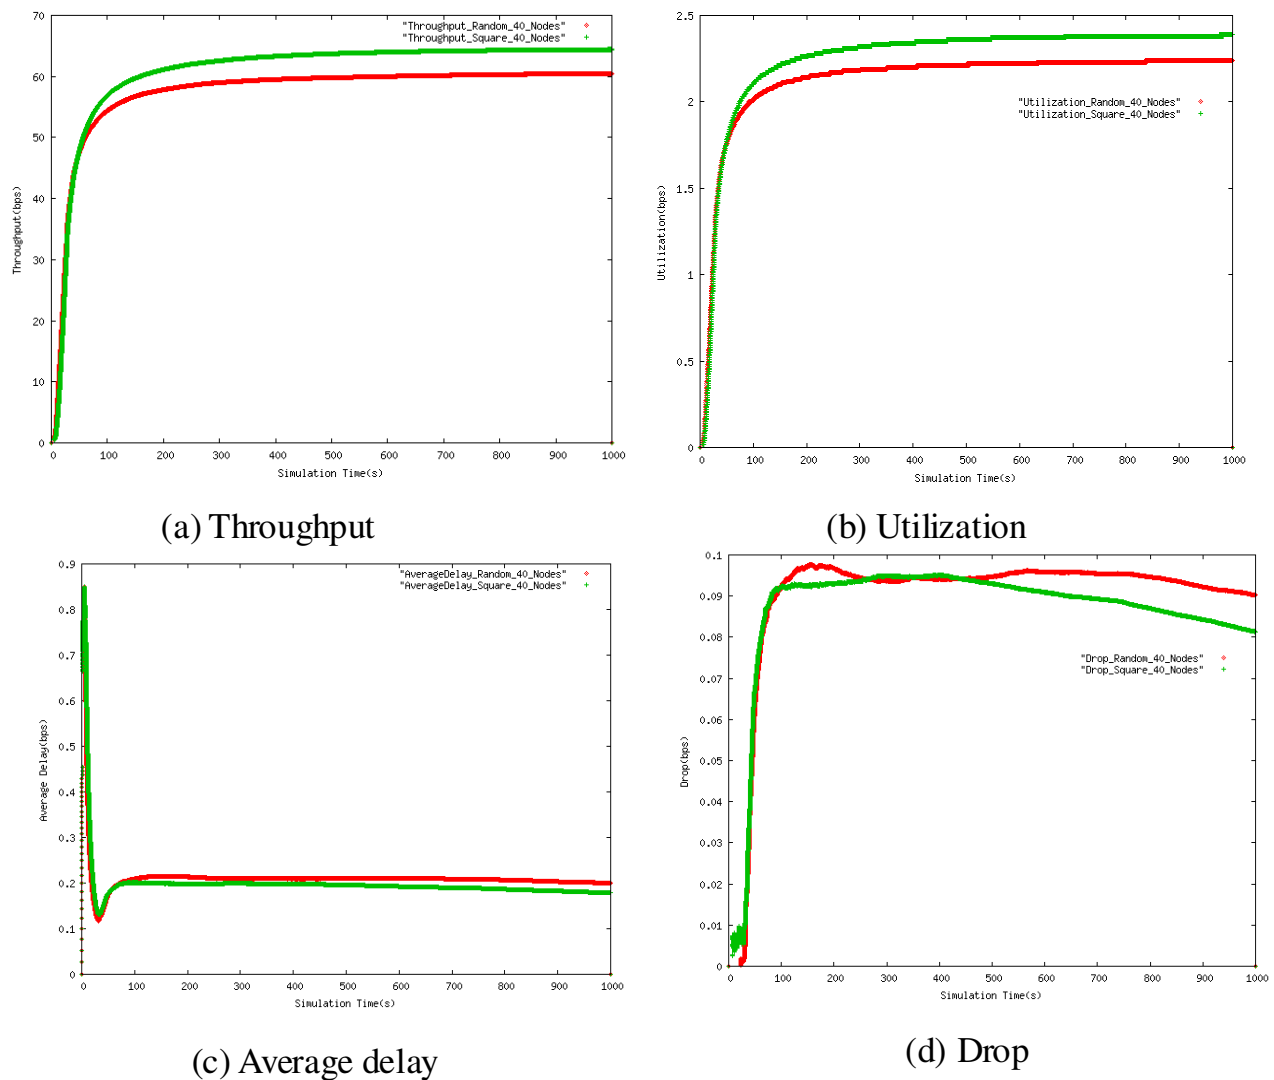 70
60
50
40
30
20
10
0
Throughput(bps)
"Throughput_Random_40_Nodes"
"Throughput_Square_40_Nodes"
0 100 200 300 400 500 600 700 800 900 1000
Simulation Time(s)
(a) Throughput
2.5
2
1.5
1
0.5
0
Utilization(bps)
"Utilization_Random_40_Nodes"
"Utilization_Square_40_Nodes"
0 100 200 300 400 500 600 700 800 900 1000
Simulation Time(s)
(b) Utilization
0.9
0.8
0.7
0.6
0.5
0.4
0.3
0.2
0.1
0
Average Delay(bps)
"AverageDelay_Random_40_Nodes"
"AverageDelay_Square_40_Nodes"
0 100 200 300 400 500 600 700 800 900 1000
Simulation Time(s)
(c) Average delay
0.1
0.09
0.08
0.07
0.06
0.05
0.04
0.03
0.02
0.01
0
Drop(bps)
"Drop_Random_40_Nodes"
"Drop_Square_40_Nodes"
0 100 200 300 400 500 600 700 800 900 1000
Simulation Time(s)
(d) Drop